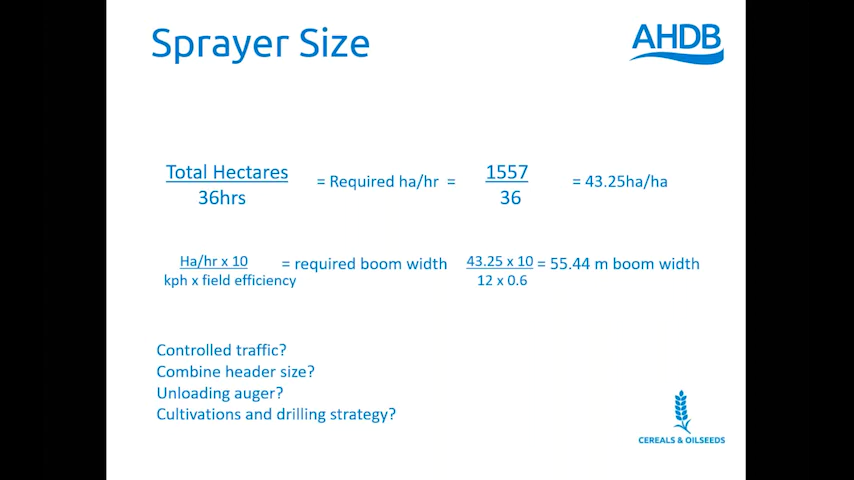 Sprayer Size
AHDB
Total Hectares
36hrs
= Required ha/hr =
1557
36
= 43.25ha/ha
Ha/hr x 10
kph x field efficiency
= required boom width
43.25 x 10
12 x 0.6
= 55.44 m boom width
Controlled traffic?
Combine header size?
Unloading auger?
Cultivations and drilling strategy?
CEREALS & OILSEEDS